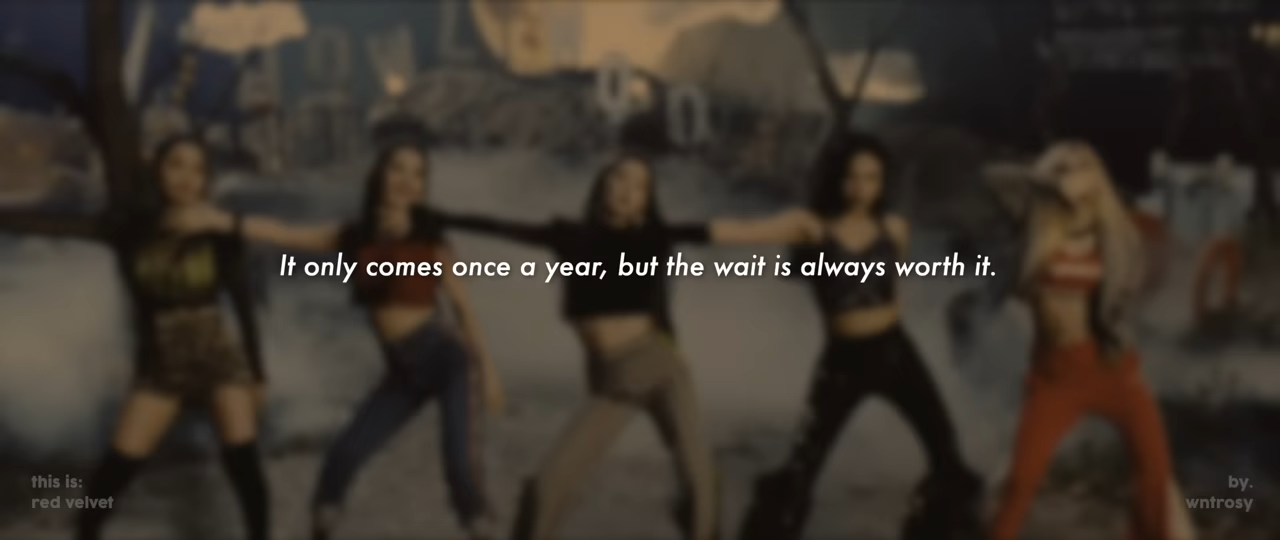 It only comes once a year, but the wait is always worth it.
this is:
red velvet
by.
wntrosy